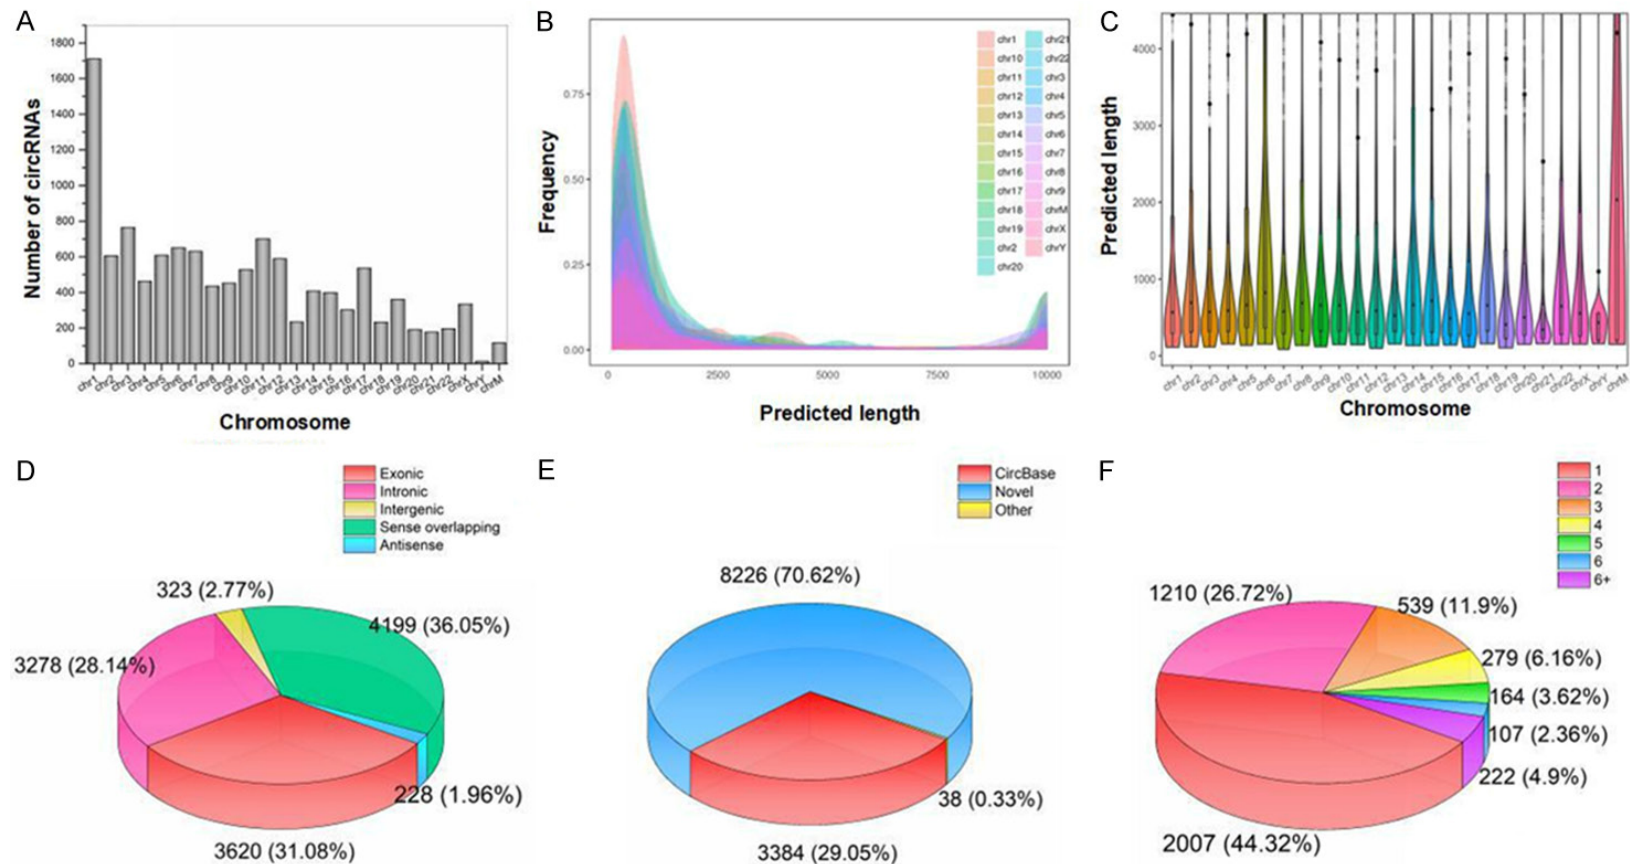 A
Number of circRNAs
1800
1600
1400
1200
1000
800
600
400
200
0
chr1 chr2 chr3 chr4 chr5 chr6 chr7 chr8 chr9 chr10 chr11 chr12 chr13 chr14 chr15 chr16 chr17 chr18 chr19 chr20 chr21 chr22 chrX chrY chrM
Chromosome
B
Frequency
0.75
0.50
0.25
0.00
0 2500 5000 7500 10000
Predicted length
chr1 chr21
chr10 chr22
chr11 chr3
chr12 chr4
chr13 chr5
chr14 chr6
chr15 chr7
chr16 chr8
chr17 chr9
chr18 chrM
chr19 chrX
chr2 chrY
chr20
C
Predicted length
4000
3000
2000
1000
0
chr1 chr2 chr3 chr4 chr5 chr6 chr7 chr8 chr9 chr10 chr11 chr12 chr13 chr14 chr15 chr16 chr17 chr18 chr19 chr20 chr21 chr22 chrX chrY chrM
Chromosome
D
Exonic
Intronic
Intergenic
Sense overlapping
Antisense
323 (2.77%)
4199 (36.05%)
3278 (28.14%)
228 (1.96%)
3620 (31.08%)
E
CircBase
Novel
Other
8226 (70.62%)
38 (0.33%)
3384 (29.05%)
F
1
2
3
4
5
6
6+
1210 (26.72%)
539 (11.9%)
279 (6.16%)
164 (3.62%)
107 (2.36%)
222 (4.9%)
2007 (44.32%)